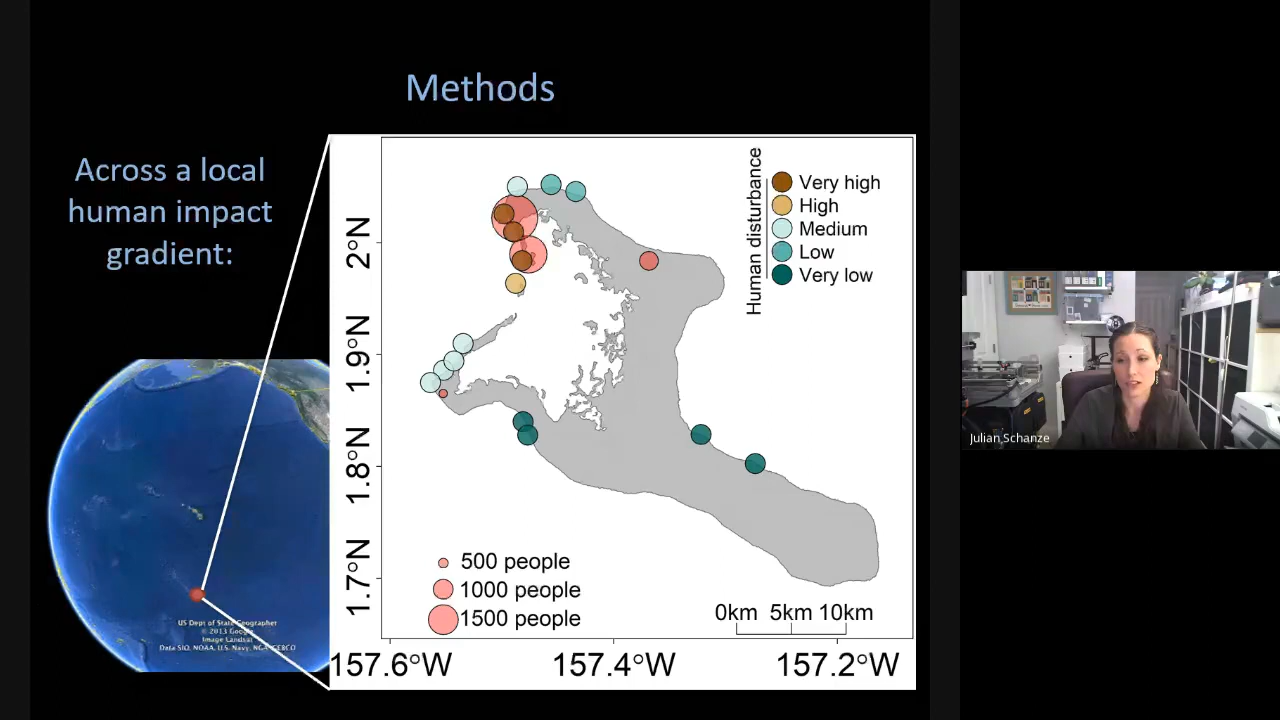 Methods
Across a local
human impact
gradient:
Human disturbance
Very high
High
Medium
Low
Very low
2°N
1.9°N
1.8°N
1.7°N
500 people
1000 people
1500 people
0km 5km 10km
157.6°W 157.4°W 157.2°W
US Dept of State Geographer
© 2013 Google
Image Landsat
Data SIO, NOAA, U.S. Navy, NGA, GEBCO
Julian Schanze